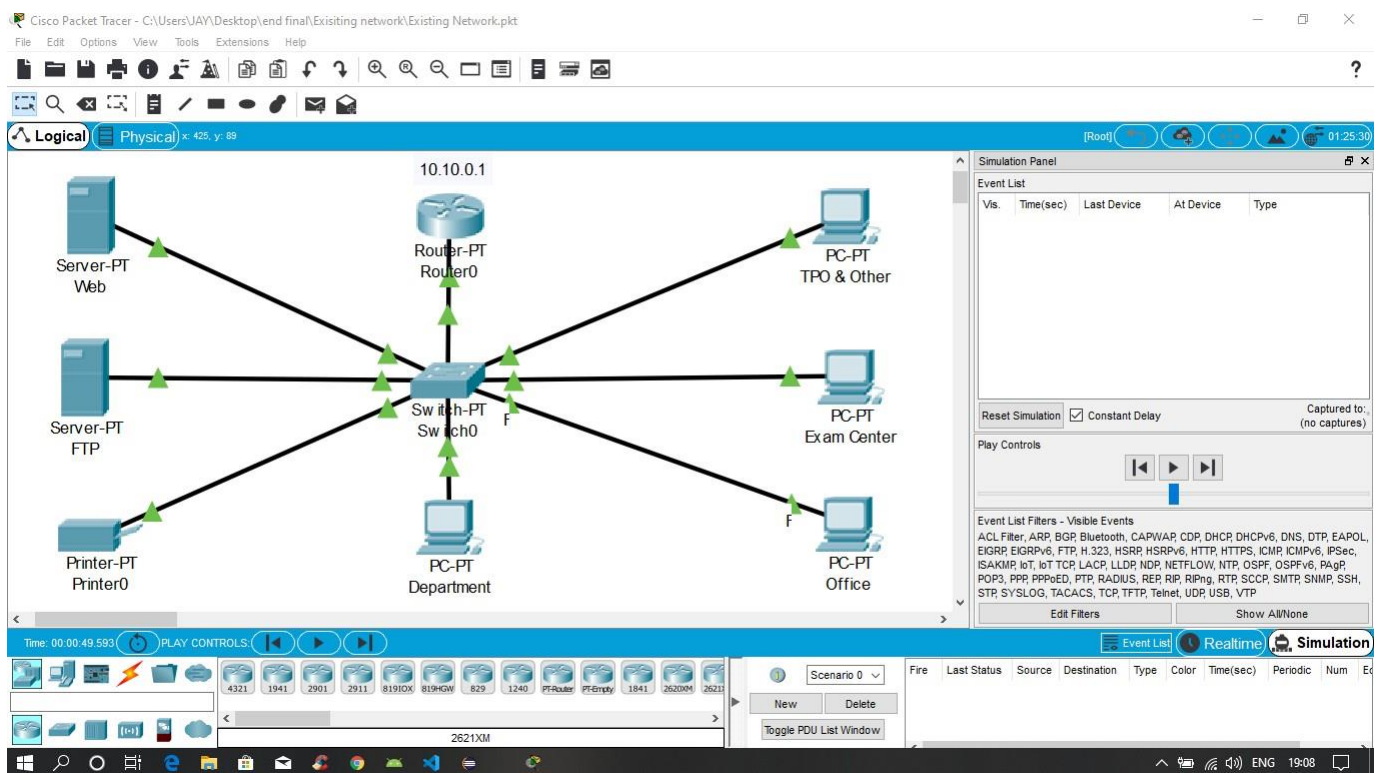 Cisco Packet Tracer - C:\Users\JAY\Desktop\end final\Exisiting network\Existing Network.pkt
File Edit Options View Tools Extensions Help
?
Logical Physical x: 425, y: 89
[Root]
01:25:30
10.10.0.1
Router-PT
Router0
Server-PT
Web
PC-PT
TPO & Other
Server-PT
FTP
Switch-PT
Switch0
F
PC-PT
Exam Center
Printer-PT
Printer0
PC-PT
Department
F
PC-PT
Office
Simulation Panel
Event List
Vis. Time(sec) Last Device At Device Type
Reset Simulation Constant Delay
Captured to:
(no captures)
Play Controls
Event List Filters - Visible Events
ACL Filter, ARP, BGP, Bluetooth, CAPWAP, CDP, DHCP, DHCPv6, DNS, DTP, EAPOL,
EIGRP, EIGRPv6, FTP, H.323, HSRP, HSRPv6, HTTP, HTTPS, ICMP, ICMPv6, IPSec,
ISAKMP, IoT, IoT TCP, LACP, LLDP, NDP, NETFLOW, NTP, OSPF, OSPFv6, PAgP,
POP3, PPP, PPPoED, PTP, RADIUS, REP, RIP, RIPng, RTP, SCCP, SMTP, SNMP, SSH,
STP, SYSLOG, TACACS, TCP, TFTP, Telnet, UDP, USB, VTP
Edit Filters Show All/None
Time: 00:00:49.593 PLAY CONTROLS:
Event List Realtime Simulation
4321 1941 2901 2911 819IOX 819HGW 829 1240 PT-Router PT-Empty 1841 2620XM 2621
2621XM
Scenario 0
New Delete
Toggle PDU List Window
Fire Last Status Source Destination Type Color Time(sec) Periodic Num Ed
ENG 19:08